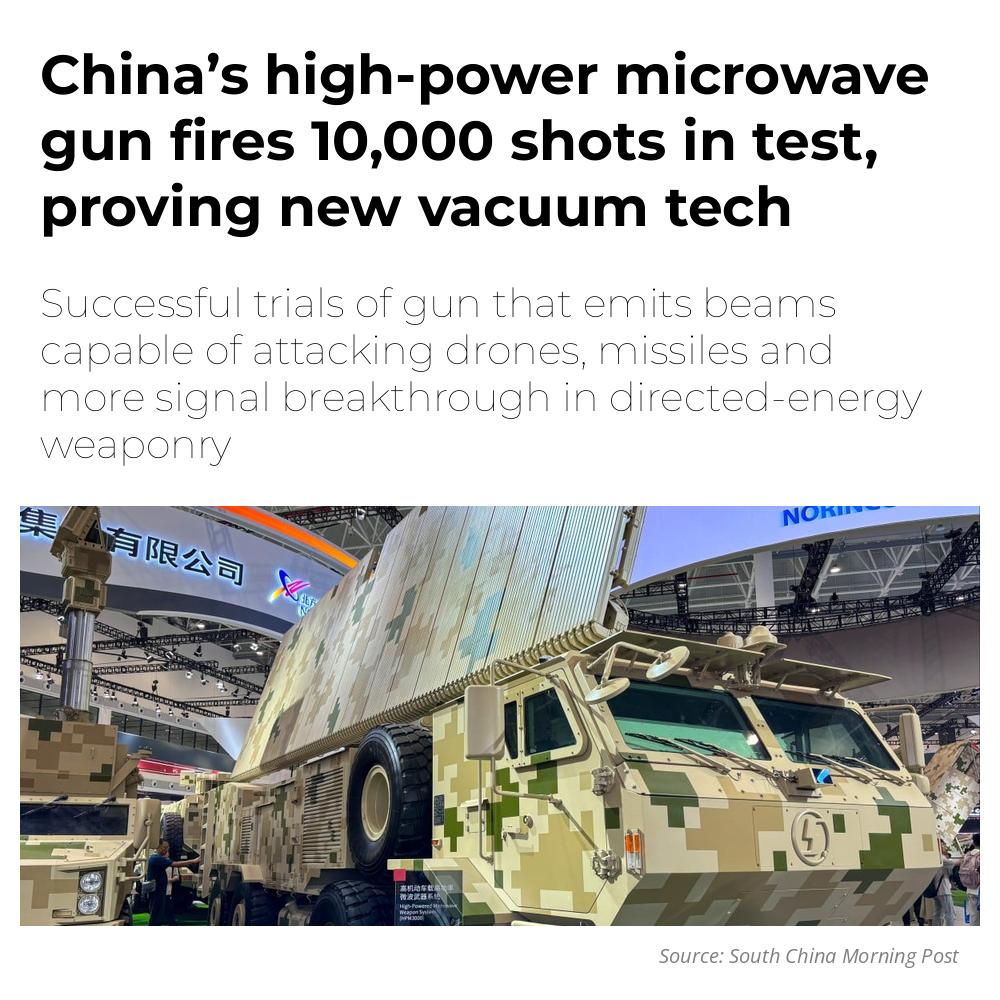 China’s high-power microwave
gun fires 10,000 shots in test,
proving new vacuum tech
Successful trials of gun that emits beams
capable of attacking drones, missiles and
more signal breakthrough in directed-energy
weaponry
集
有限公司
高机动车载高功率
微波武器系统
High-Powered Microwave
Weapon System
(HPM3000)
Source: South China Morning Post